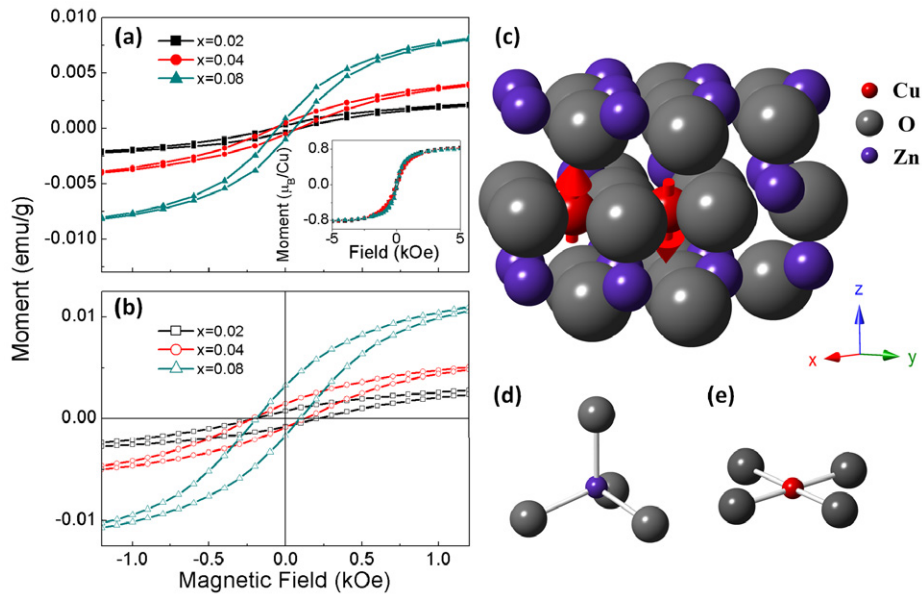 (a)
x=0.02
x=0.04
x=0.08
0.010
0.005
0.000
-0.005
-0.010
Moment (μB/Cu)
0.8
0.0
-0.8
-5
0
5
Field (kOe)
Moment (emu/g)
(b)
x=0.02
x=0.04
x=0.08
0.01
0.00
-0.01
-1.0
-0.5
0.0
0.5
1.0
Magnetic Field (kOe)
(c)
Cu
O
Zn
z
x
y
(d)
(e)